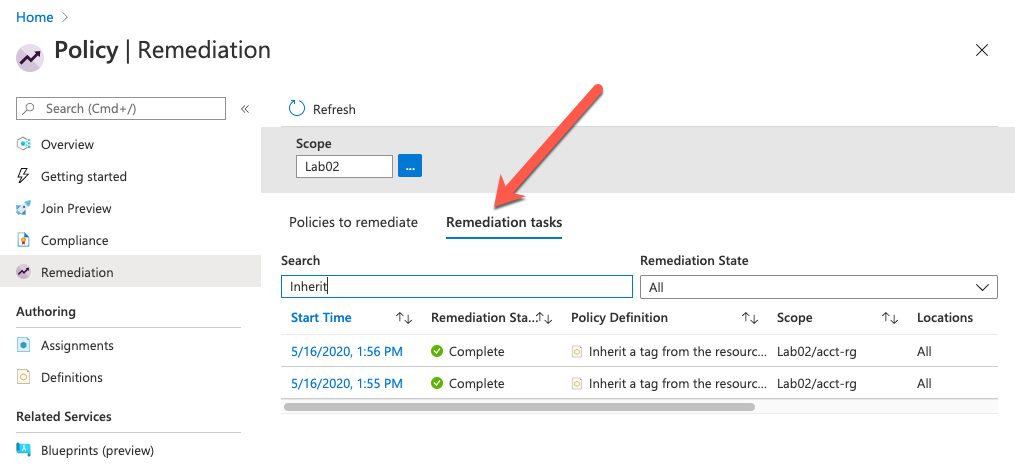 Home >
Policy | Remediation
Search (Cmd+/)
Overview
Getting started
Join Preview
Compliance
Remediation
Authoring
Assignments
Definitions
Related Services
Blueprints (preview)
Refresh
Scope
Lab02 ...
Policies to remediate Remediation tasks
Search Remediation State
Inherit All
Start Time Remediation Sta... Policy Definition Scope Locations
5/16/2020, 1:56 PM Complete Inherit a tag from the resourc... Lab02/acct-rg All
5/16/2020, 1:55 PM Complete Inherit a tag from the resourc... Lab02/acct-rg All